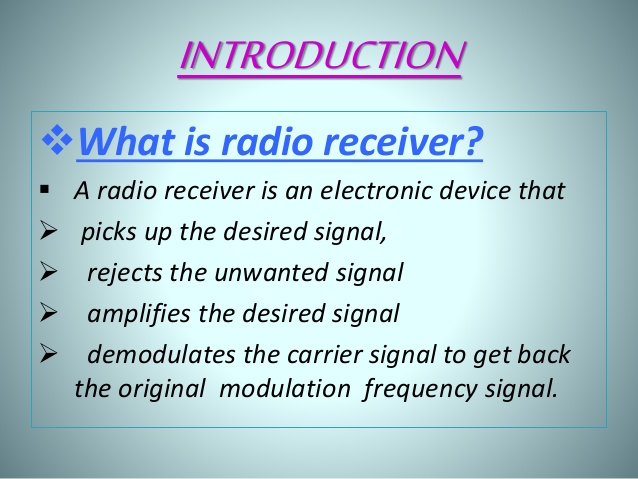 INTRODUCTION
❖What is radio receiver?
▪ A radio receiver is an electronic device that
➢ picks up the desired signal,
➢ rejects the unwanted signal
➢ amplifies the desired signal
➢ demodulates the carrier signal to get back
the original modulation frequency signal.